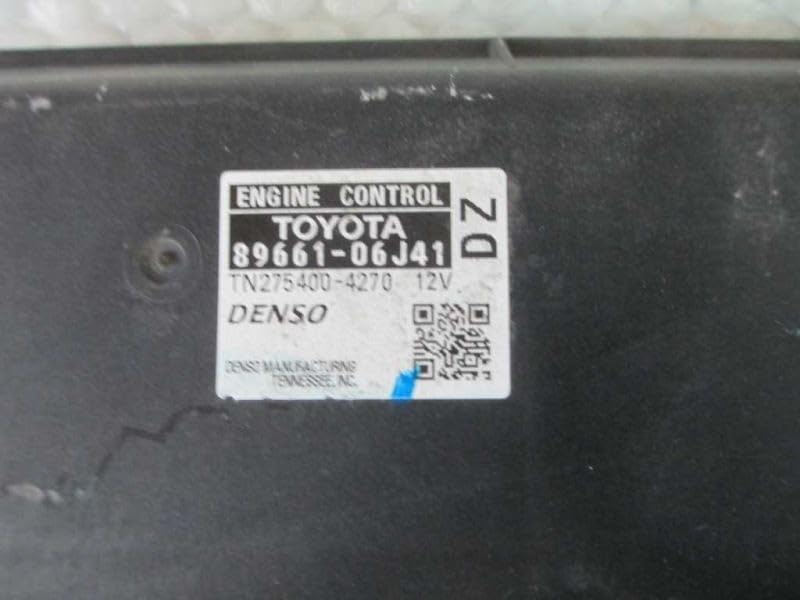 ENGINE CONTROL
TOYOTA
89661-06J41
DZ
TN275400-4270 12V
DENSO
DENSO MANUFACTURING
TENNESSEE, INC.